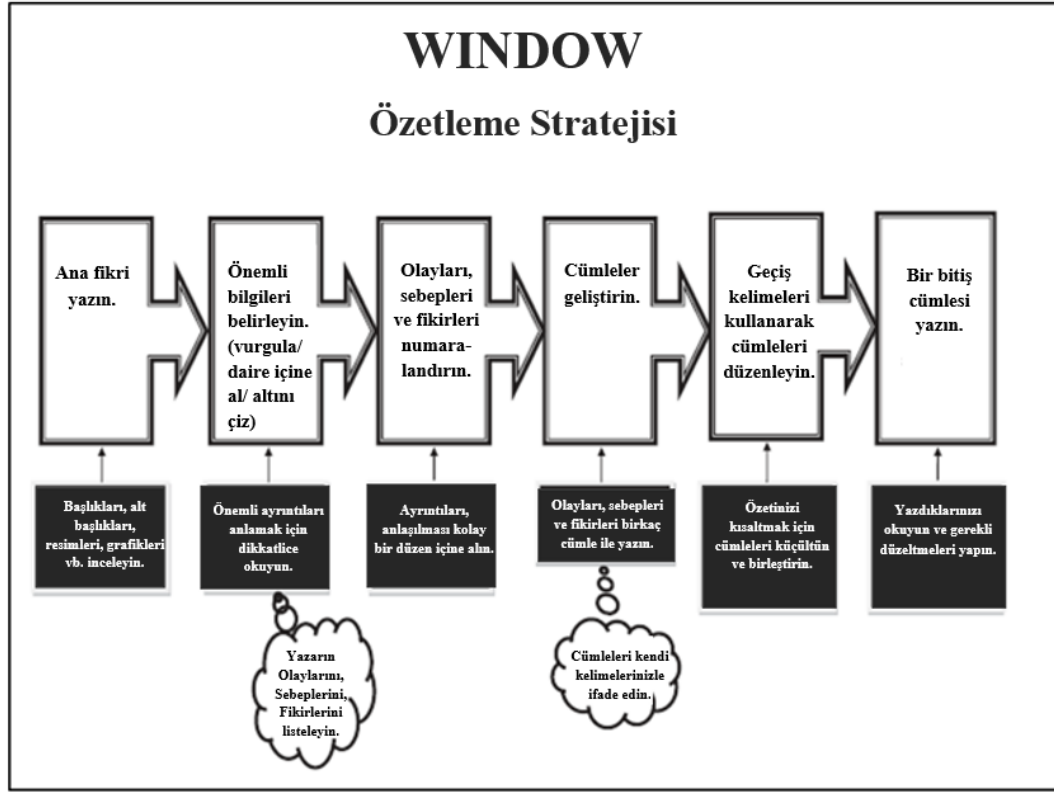 WINDOW
Özetleme Stratejisi
Ana fikri
yazın.
Önemli
bilgileri
belirleyin.
(vurgula/
daire içine
al/ altını
çiz)
Olayları,
sebepleri
ve fikirleri
numara-
landırın.
Cümleler
geliştirin.
Geçiş
kelimeleri
kullanarak
cümleleri
düzenleyin.
Bir bitiş
cümlesi
yazın.
Başlıkları, alt
başlıkları,
resimleri, grafikleri
vb. inceleyin.
Önemli ayrıntıları
anlamak için
dikkatlice
okuyun.
Ayrıntıları,
anlaşılması kolay
bir düzen içine alın.
Olayları, sebepleri
ve fikirleri birkaç
cümle ile yazın.
Özetinizi
kısaltmak için
cümleleri küçültün
ve birleştirin.
Yazdıklarınızı
okuyun ve gerekli
düzeltmeleri yapın.
Yazarın
Olaylarını,
Sebeplerini,
Fikirlerini
listeleyin.
Cümleleri kendi
kelimelerinizle
ifade edin.